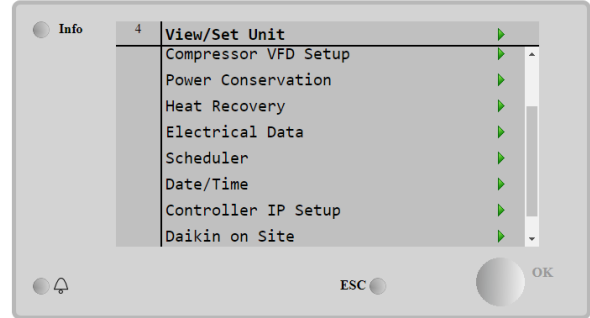 Info
4
View/Set Unit
Compressor VFD Setup
Power Conservation
Heat Recovery
Electrical Data
Scheduler
Date/Time
Controller IP Setup
Daikin on Site
ESC
OK